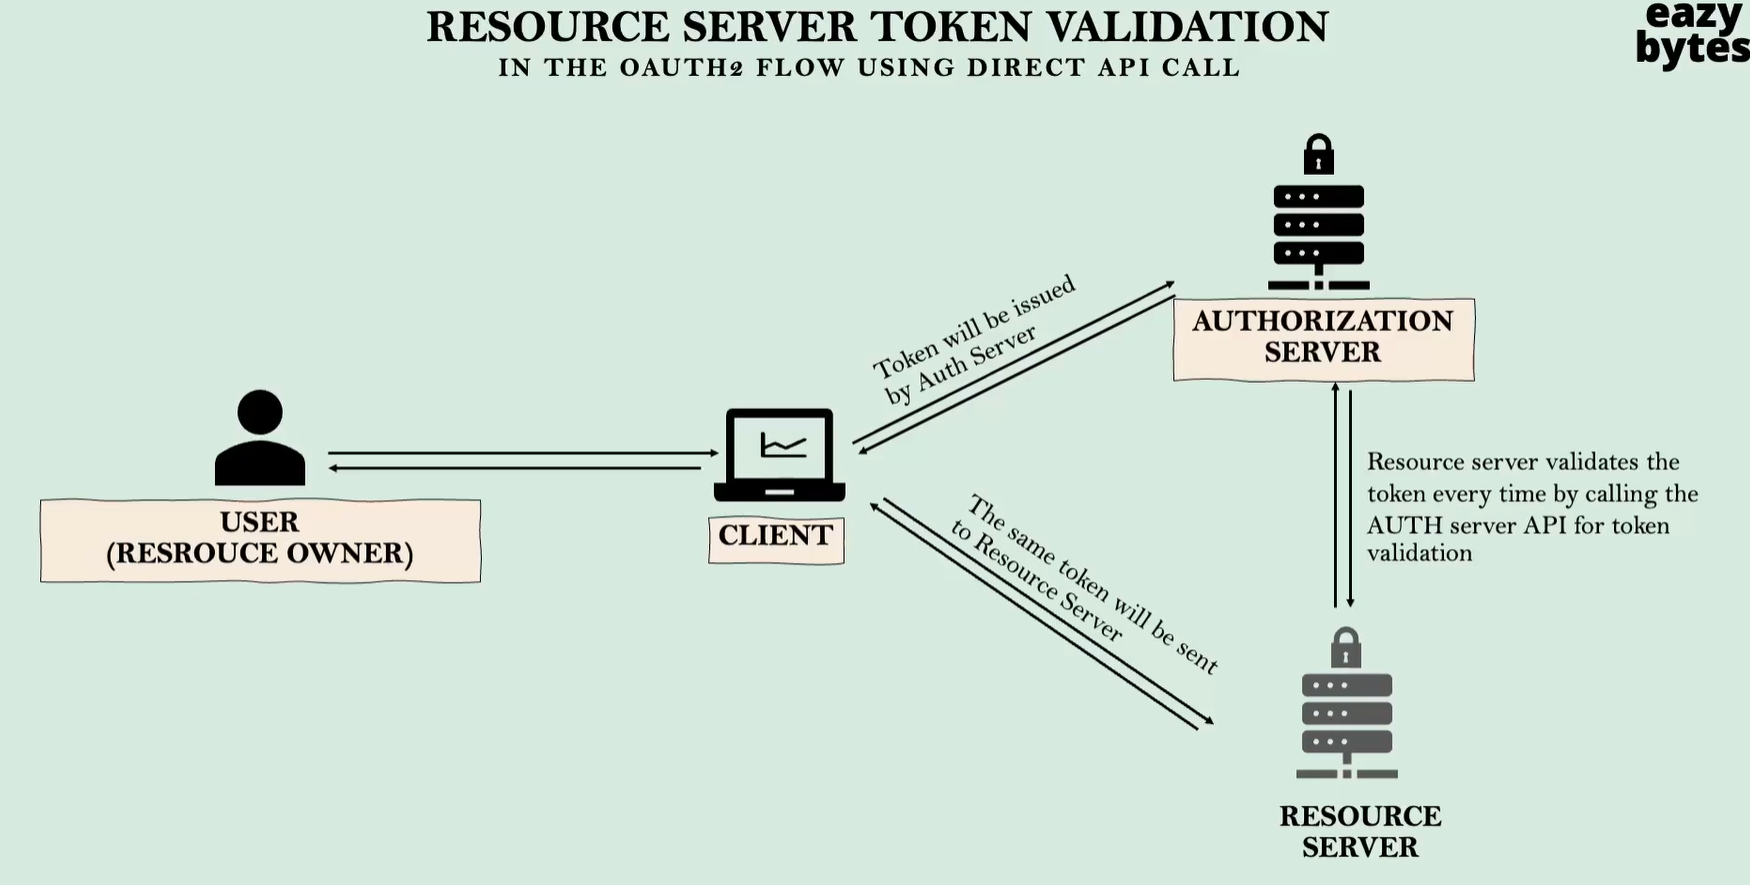 RESOURCE SERVER TOKEN VALIDATION
IN THE OAUTH2 FLOW USING DIRECT API CALL
eazy
bytes
AUTHORIZATION
SERVER
Token will be issued
by Auth Server
USER
(RESROUCE OWNER)
CLIENT
Resource server validates the
token every time by calling the
AUTH server API for token
validation
The same token will be sent
to Resource Server
RESOURCE
SERVER